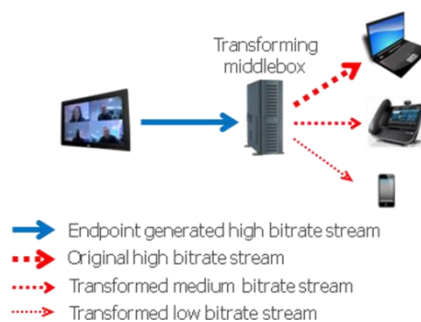 Transforming
middlebox
Endpoint generated high bitrate stream
Original high bitrate stream
Transformed medium bitrate stream
Transformed low bitrate stream